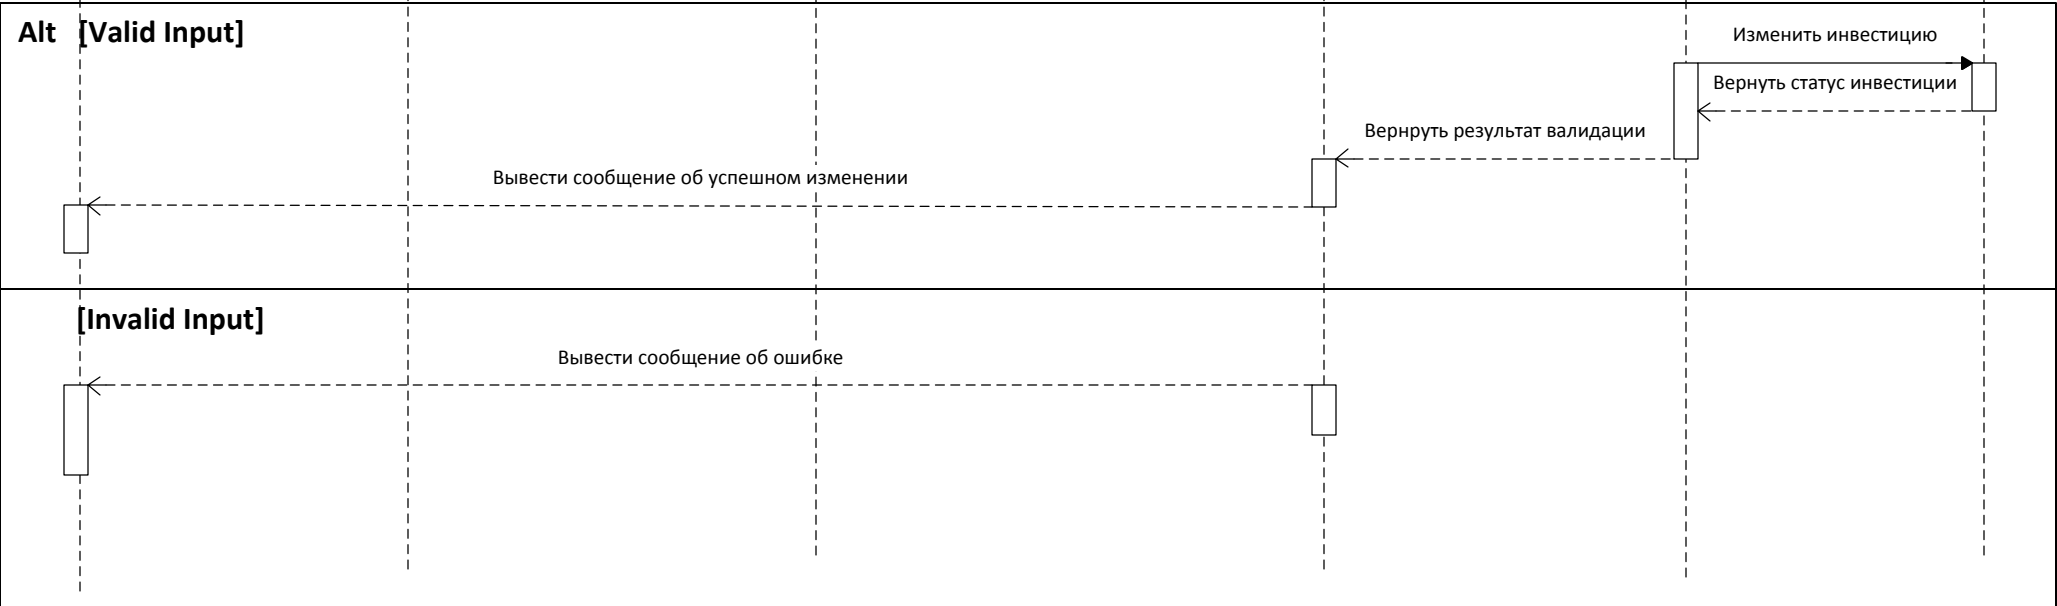 Alt [Valid Input]
Изменить инвестицию
Вернуть статус инвестиции
Вернруть результат валидации
Вывести сообщение об успешном изменении
[Invalid Input]
Вывести сообщение об ошибке